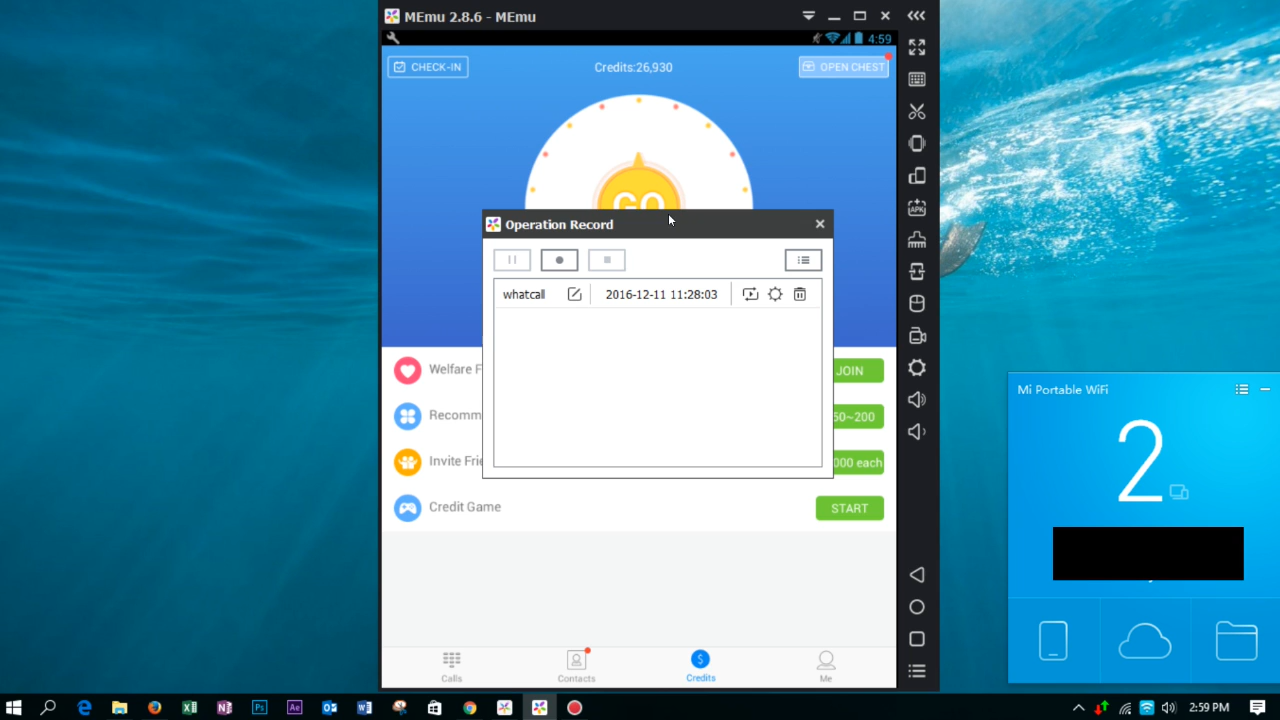 MEmu 2.8.6 - MEmu
4:59
CHECK-IN
Credits:26,930
OPEN CHEST
GO
Operation Record
whatcall
2016-12-11 11:28:03
Welfare F
JOIN
Recomm
50~200
Invite Frie
000 each
Credit Game
START
Calls
Contacts
Credits
Me
APK
Mi Portable WiFi
2
2:59 PM